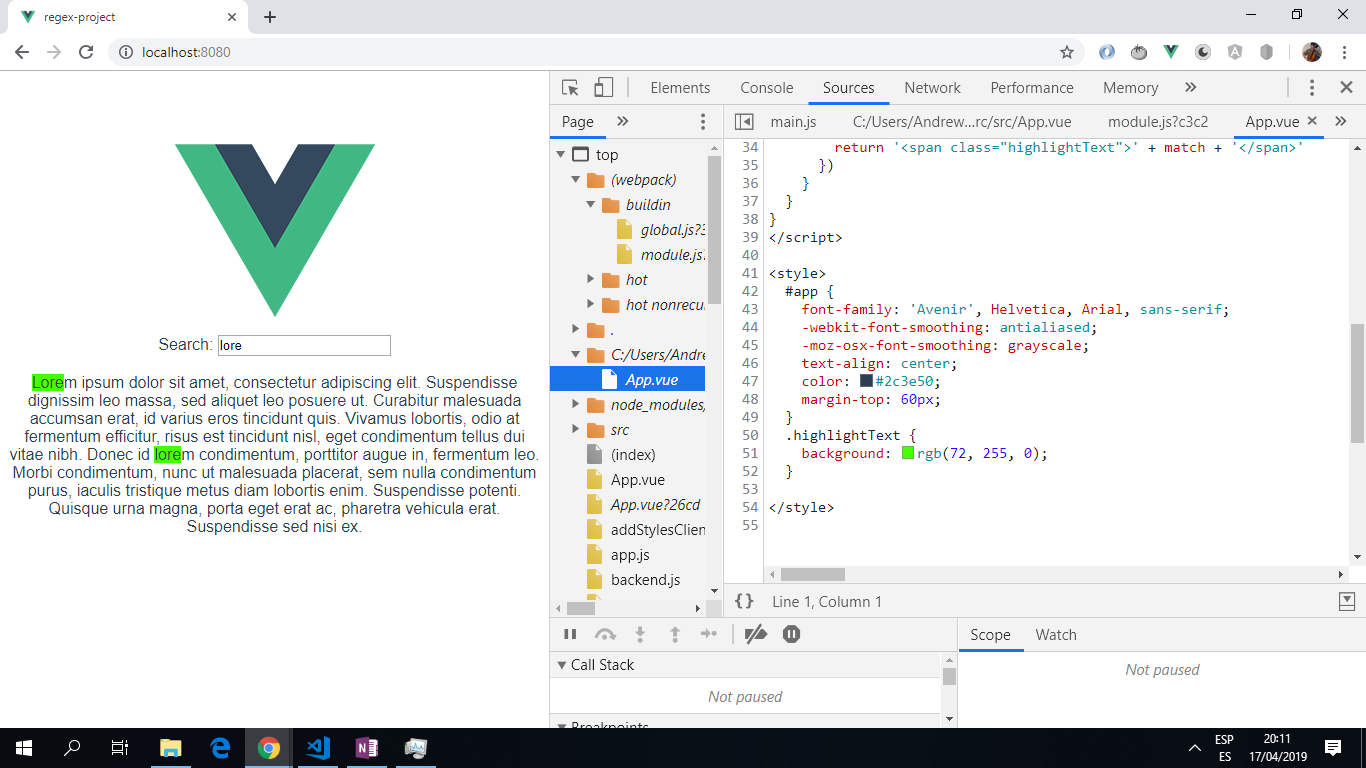 regex-project
localhost:8080
Search: lore
Lorem ipsum dolor sit amet, consectetur adipiscing elit. Suspendisse
dignissim leo massa, sed aliquet leo posuere ut. Curabitur malesuada
accumsan erat, id varius eros tincidunt quis. Vivamus lobortis, odio at
fermentum efficitur, risus est tincidunt nisl, eget condimentum tellus dui
vitae nibh. Donec id lorem condimentum, porttitor augue in, fermentum leo.
Morbi condimentum, nunc ut malesuada placerat, sem nulla condimentum
purus, iaculis tristique metus diam lobortis enim. Suspendisse potenti.
Quisque urna magna, porta eget erat ac, pharetra vehicula erat.
Suspendisse sed nisi ex.
Elements Console Sources Network Performance Memory »
Page »
top
(webpack)
buildin
global.js?3
module.js?
hot
hot nonrecu
.
C:/Users/Andre
App.vue
node_modules/
src
(index)
App.vue
App.vue?26cd
addStylesClien
app.js
backend.js
main.js C:/Users/Andrew…rc/src/App.vue module.js?c3c2 App.vue × »
34 return '<span class="highlightText">' + match + '</span>'
35 })
36 }
37 }
38 }
39 </script>
40
41 <style>
42 #app {
43 font-family: 'Avenir', Helvetica, Arial, sans-serif;
44 -webkit-font-smoothing: antialiased;
45 -moz-osx-font-smoothing: grayscale;
46 text-align: center;
47 color: #2c3e50;
48 margin-top: 60px;
49 }
50 .highlightText {
51 background: rgb(72, 255, 0);
52 }
53
54 </style>
55
{} Line 1, Column 1
Call Stack
Not paused
Breakpoints
Scope Watch
Not paused
ESP
ES
20:11
17/04/2019